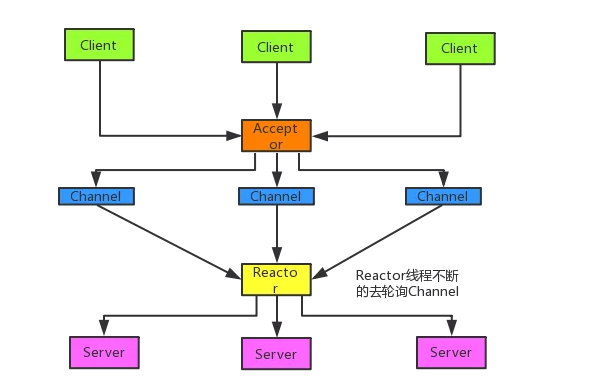 Client
Client
Client
Accept
or
Channel
Channel
Channel
Reacto
r
Reactor线程不断
的去轮询Channel
Server
Server
Server